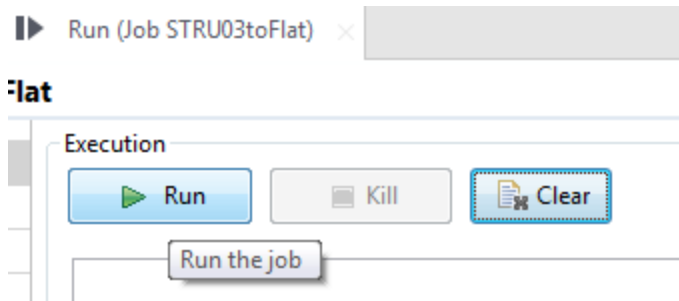 Run (Job STRU03toFlat)
Flat
Execution
Run Kill Clear
Run the job